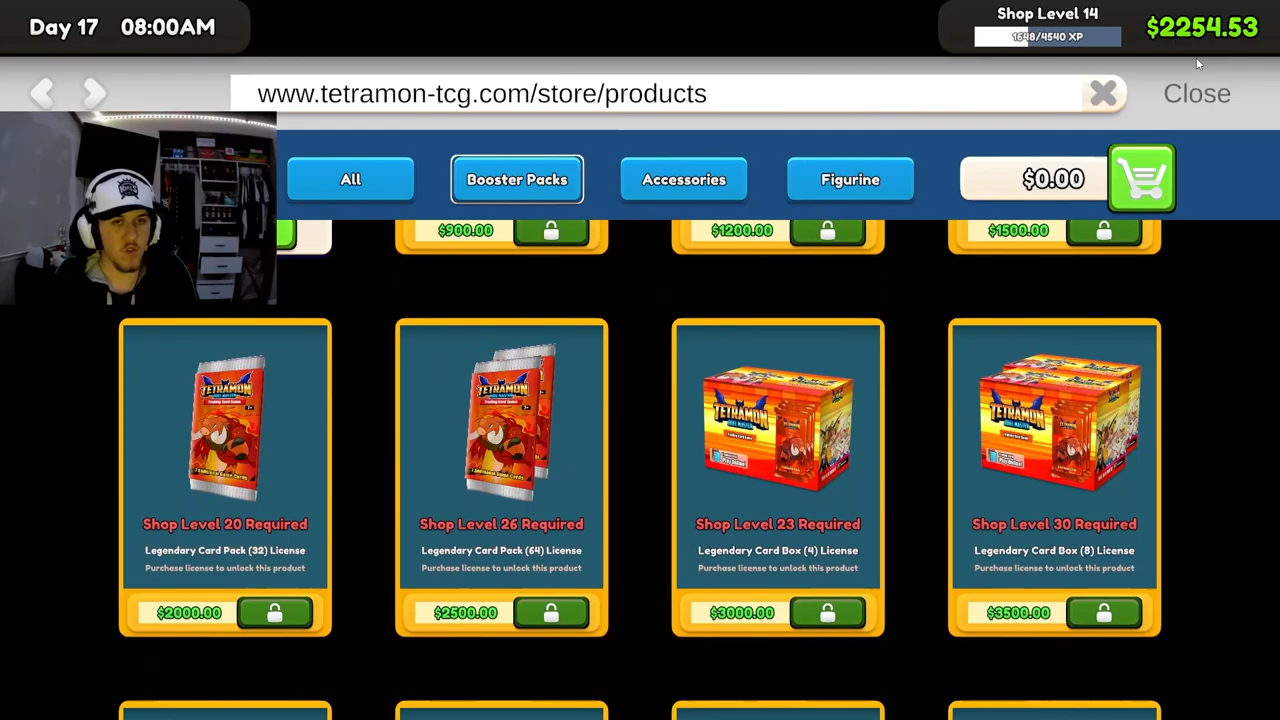 Day 17 08:00AM
Shop Level 14
1648/4540 XP
$2254.53
www.tetramon-tcg.com/store/products
Close
All
Booster Packs
Accessories
Figurine
$0.00
$900.00
$1200.00
$1500.00
TETRAMON
TETRAMON
TETRAMON
TETRAMON
Shop Level 20 Required
Shop Level 26 Required
Shop Level 23 Required
Shop Level 30 Required
Legendary Card Pack (32) License
Legendary Card Pack (64) License
Legendary Card Box (4) License
Legendary Card Box (8) License
Purchase license to unlock this product
Purchase license to unlock this product
Purchase license to unlock this product
Purchase license to unlock this product
$2000.00
$2500.00
$3000.00
$3500.00